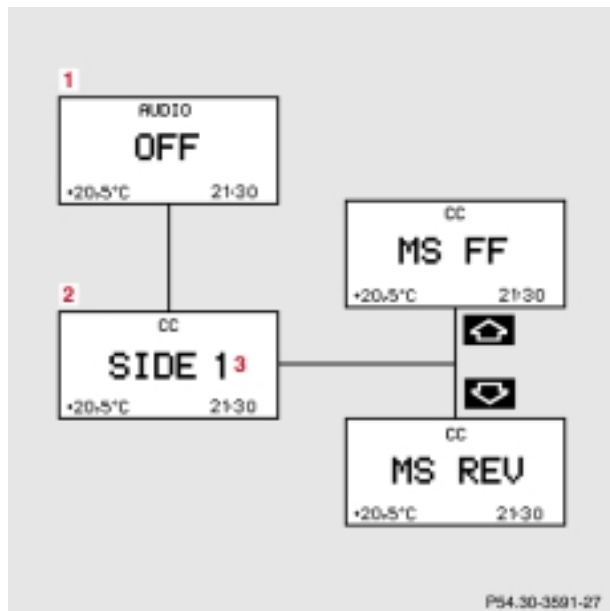 1
AUDIO
OFF
+20.5°C 21:30
2
CC
SIDE 1 3
+20.5°C 21:30
CC
MS FF
+20.5°C 21:30
CC
MS REV
+20.5°C 21:30
P54.30-3591-27